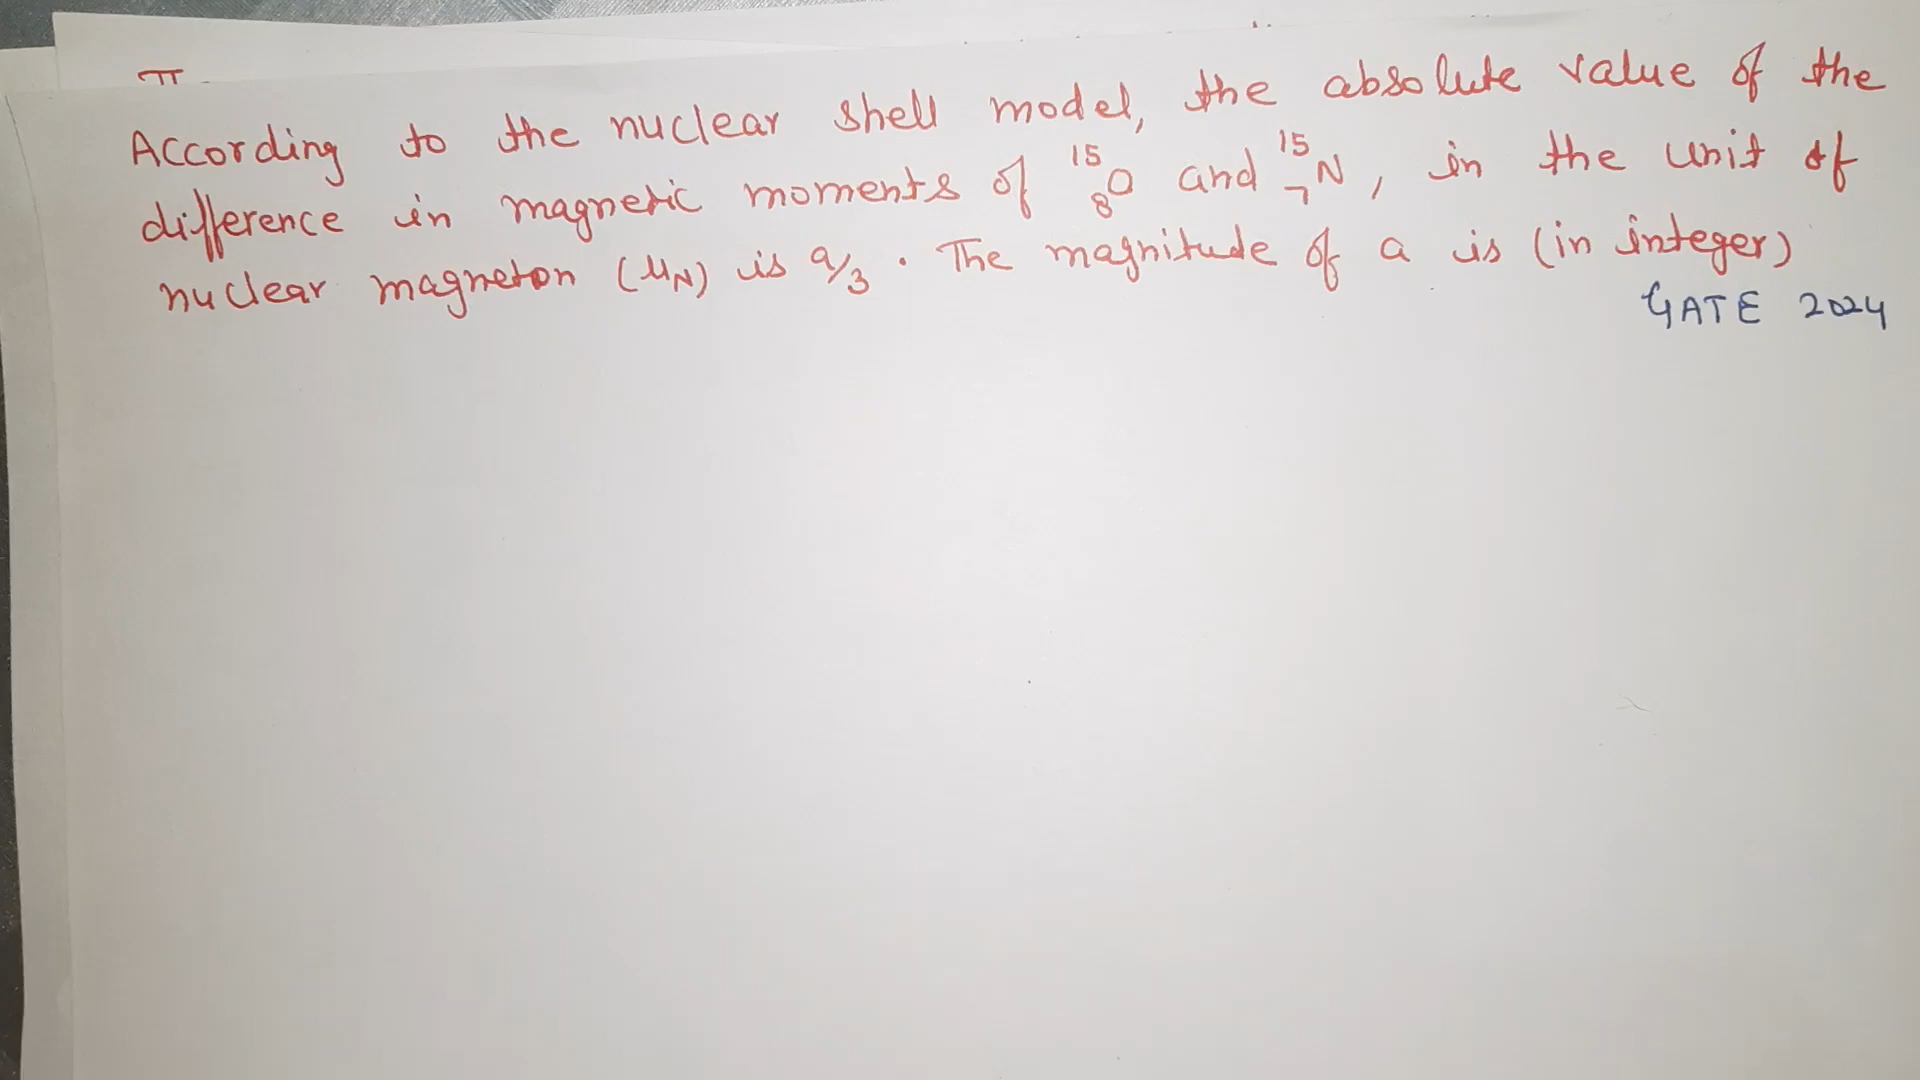 According to the nuclear shell model, the absolute value of the
difference in magnetic moments of ¹⁵₈O and ¹⁵₇N, in the unit of
nuclear magneton (μN) is a/3. The magnitude of a is (in integer)
GATE 2024